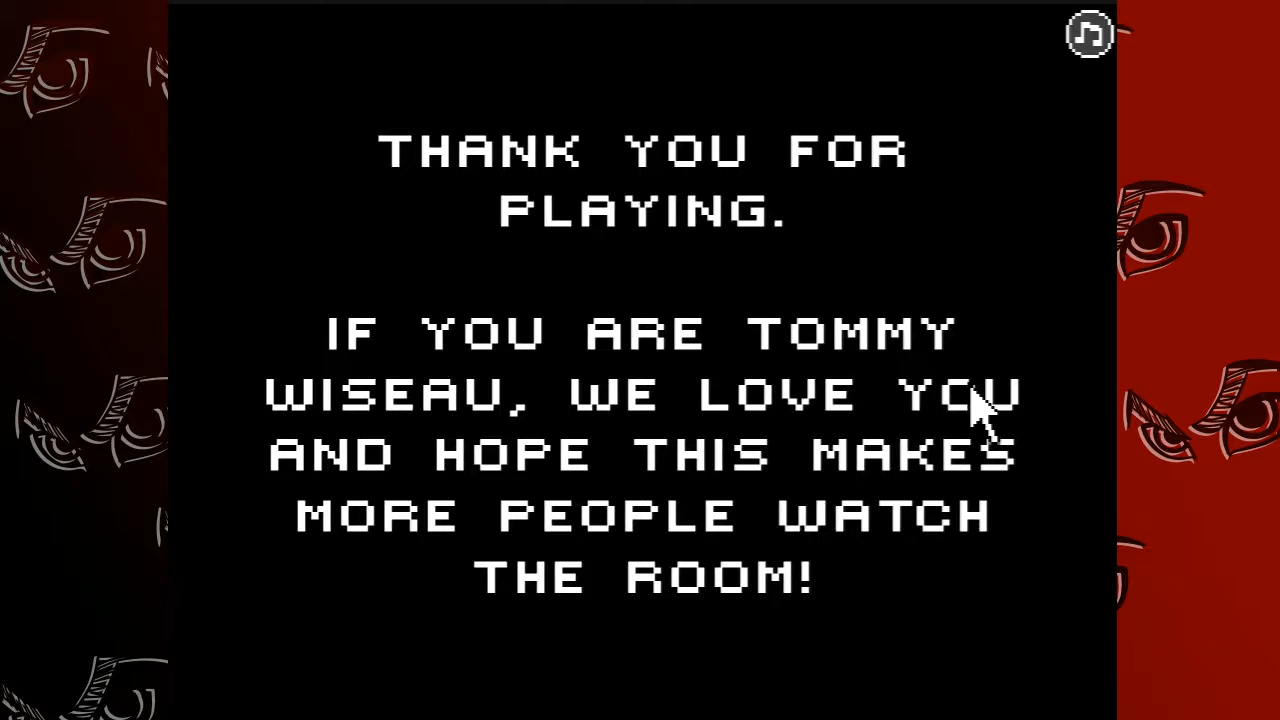 THANK YOU FOR
PLAYING.
IF YOU ARE TOMMY
WISEAU, WE LOVE YOU
AND HOPE THIS MAKES
MORE PEOPLE WATCH
THE ROOM!